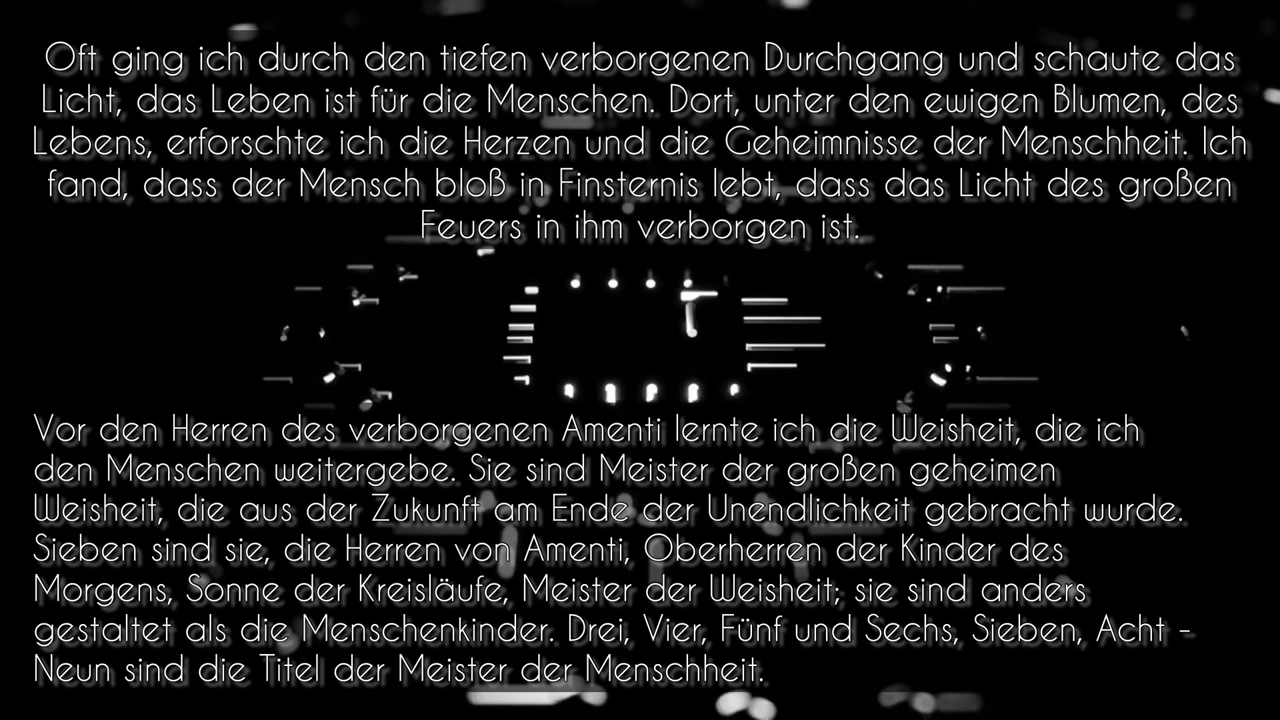 Oft ging ich durch den tiefen verborgenen Durchgang und schaute das
Licht, das Leben ist für die Menschen. Dort, unter den ewigen Blumen, des
Lebens, erforschte ich die Herzen und die Geheimnisse der Menschheit. Ich
fand, dass der Mensch bloß in Finsternis lebt, dass das Licht des großen
Feuers in ihm verborgen ist.
Vor den Herren des verborgenen Amenti lernte ich die Weisheit, die ich
den Menschen weitergebe. Sie sind Meister der großen geheimen
Weisheit, die aus der Zukunft am Ende der Unendlichkeit gebracht wurde.
Sieben sind sie, die Herren von Amenti, Oberherren der Kinder des
Morgens, Sonne der Kreisläufe, Meister der Weisheit; sie sind anders
gestaltet als die Menschenkinder. Drei, Vier, Fünf und Sechs, Sieben, Acht –
Neun sind die Titel der Meister der Menschheit.